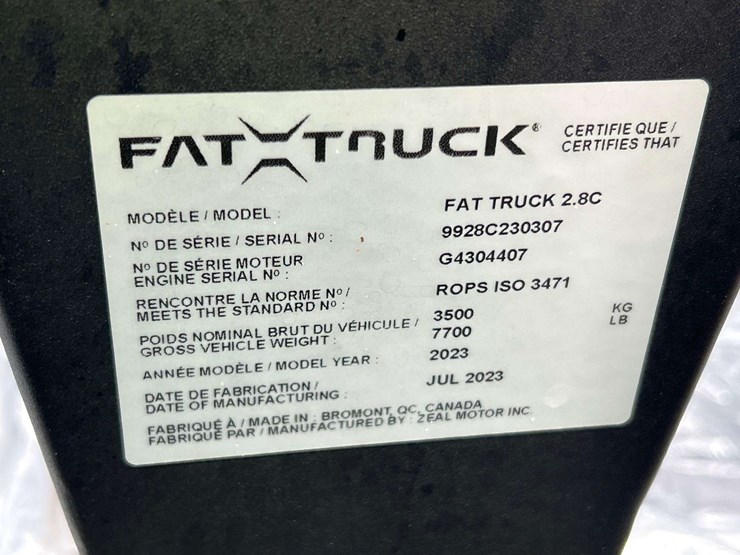 FAT TRUCK®
CERTIFIE QUE /
CERTIFIES THAT
MODÈLE / MODEL : FAT TRUCK 2.8C
Nº DE SÉRIE / SERIAL Nº : 9928C230307
Nº DE SÉRIE MOTEUR
ENGINE SERIAL Nº : G4304407
RENCONTRE LA NORME Nº /
MEETS THE STANDARD Nº : ROPS ISO 3471
POIDS NOMINAL BRUT DU VÉHICULE / 3500 KG
GROSS VEHICLE WEIGHT : 7700 LB
ANNÉE MODÈLE / MODEL YEAR : 2023
DATE DE FABRICATION /
DATE OF MANUFACTURING : JUL 2023
FABRIQUÉ À / MADE IN : BROMONT, QC, CANADA
FABRIQUÉ PAR / MANUFACTURED BY : ZEAL MOTOR INC.